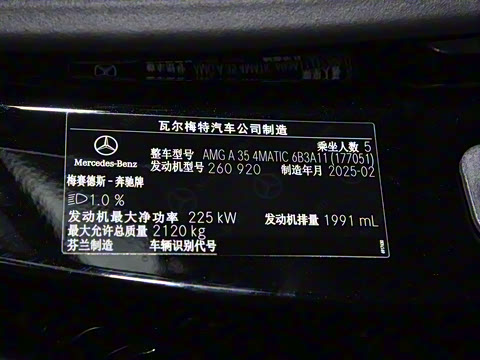 瓦尔梅特汽车公司制造
乘坐人数 5
Mercedes-Benz
整车型号 AMG A 35 4MATIC 6B3A11 (177051)
发动机型号 260 920 制造年月 2025-02
梅赛德斯-奔驰牌
1.0 %
发动机最大净功率 225 kW 发动机排量 1991 mL
最大允许总质量 2120 kg
芬兰制造 车辆识别代号